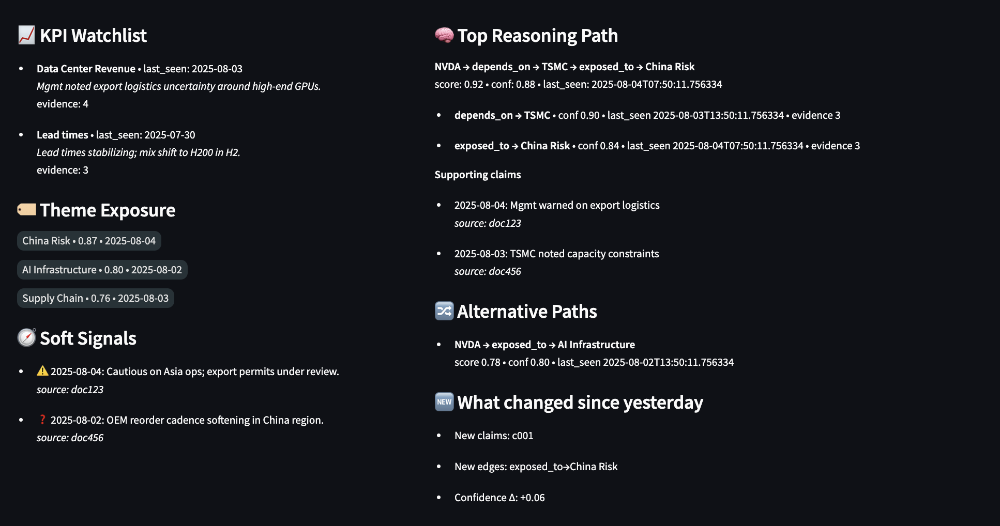 📈 KPI Watchlist
• Data Center Revenue • last_seen: 2025-08-03
Mgmt noted export logistics uncertainty around high-end GPUs.
evidence: 4
• Lead times • last_seen: 2025-07-30
Lead times stabilizing; mix shift to H200 in H2.
evidence: 3
🏷️ Theme Exposure
China Risk • 0.87 • 2025-08-04
AI Infrastructure • 0.80 • 2025-08-02
Supply Chain • 0.76 • 2025-08-03
🧭 Soft Signals
• ⚠️ 2025-08-04: Cautious on Asia ops; export permits under review.
source: doc123
• ❓ 2025-08-02: OEM reorder cadence softening in China region.
source: doc456
🧠 Top Reasoning Path
NVDA → depends_on → TSMC → exposed_to → China Risk
score: 0.92 • conf: 0.88 • last_seen: 2025-08-04T07:50:11.756334
• depends_on → TSMC • conf 0.90 • last_seen 2025-08-03T13:50:11.756334 • evidence 3
• exposed_to → China Risk • conf 0.84 • last_seen 2025-08-04T07:50:11.756334 • evidence 3
Supporting claims
• 2025-08-04: Mgmt warned on export logistics
source: doc123
• 2025-08-03: TSMC noted capacity constraints
source: doc456
🔀 Alternative Paths
• NVDA → exposed_to → AI Infrastructure
score 0.78 • conf 0.80 • last_seen 2025-08-02T13:50:11.756334
🆕 What changed since yesterday
• New claims: c001
• New edges: exposed_to→China Risk
• Confidence Δ: +0.06